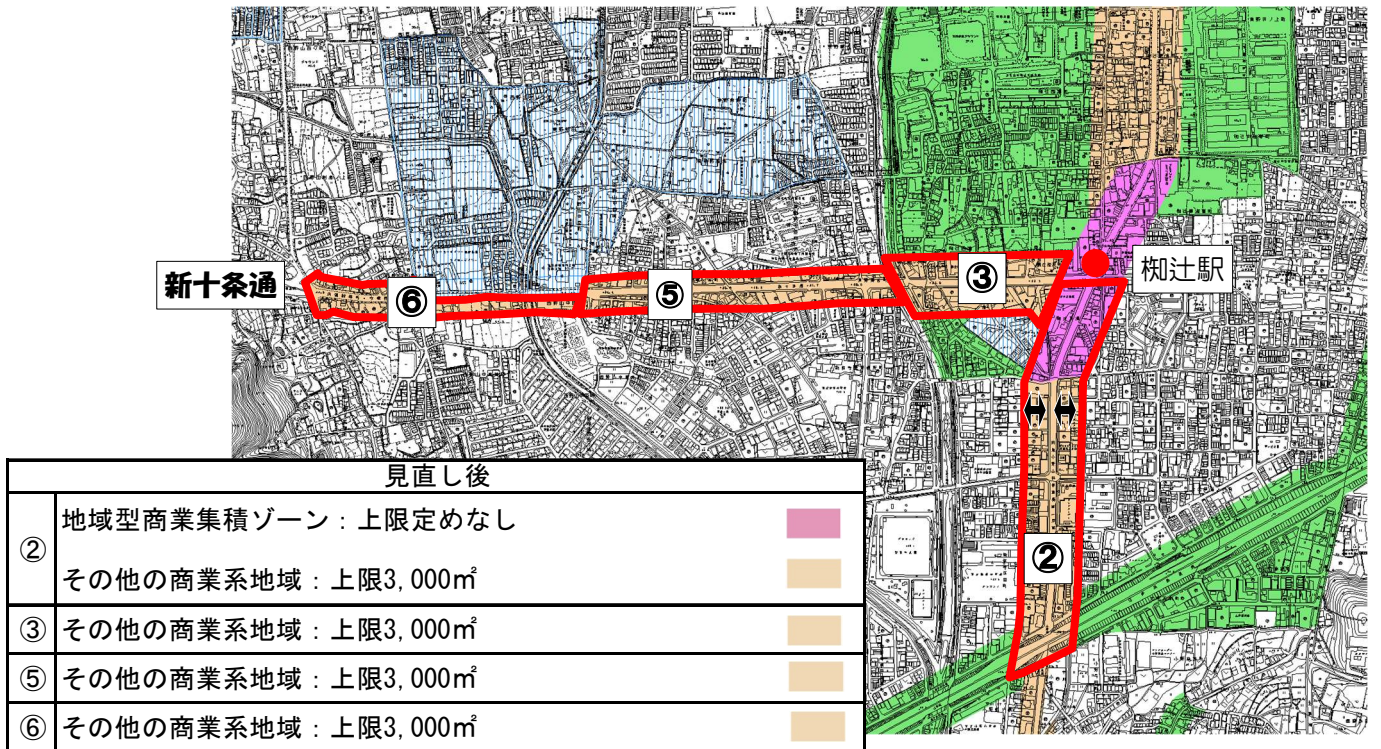 新十条通
⑥
⑤
③
椥辻駅
②
見直し後
② 地域型商業集積ゾーン：上限定めなし
その他の商業系地域：上限3,000㎡
③ その他の商業系地域：上限3,000㎡
⑤ その他の商業系地域：上限3,000㎡
⑥ その他の商業系地域：上限3,000㎡